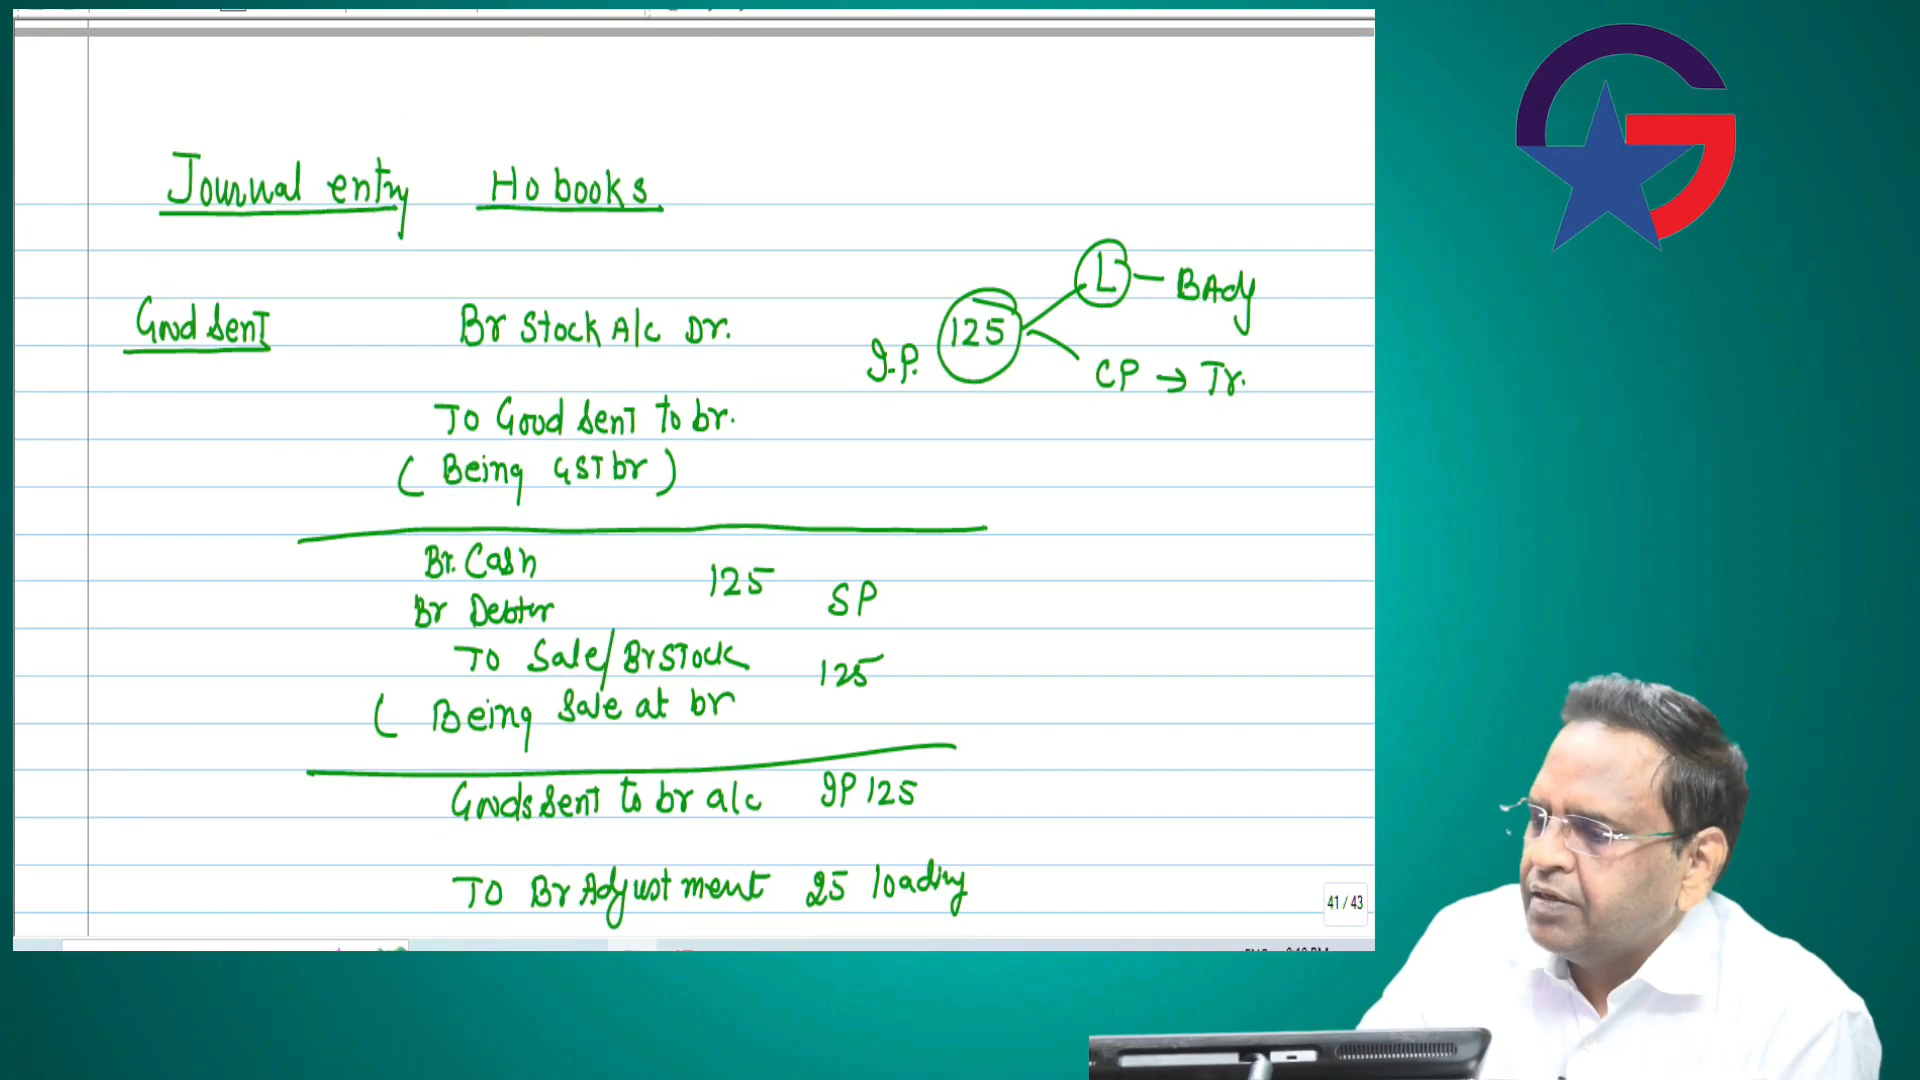 Journal entry Ho books
Good Sent Br Stock A/c Dr.
I.P. 125
L - BAdj
CP → Tr.
To Good Sent to br.
( Being GSTbr )
Br. Cash
125 SP
Br Debtor
To Sale/Br Stock 125
( Being Sale at br
Goods Sent to br a/c IP 125
To Br Adjustment 25 loading
41 / 43